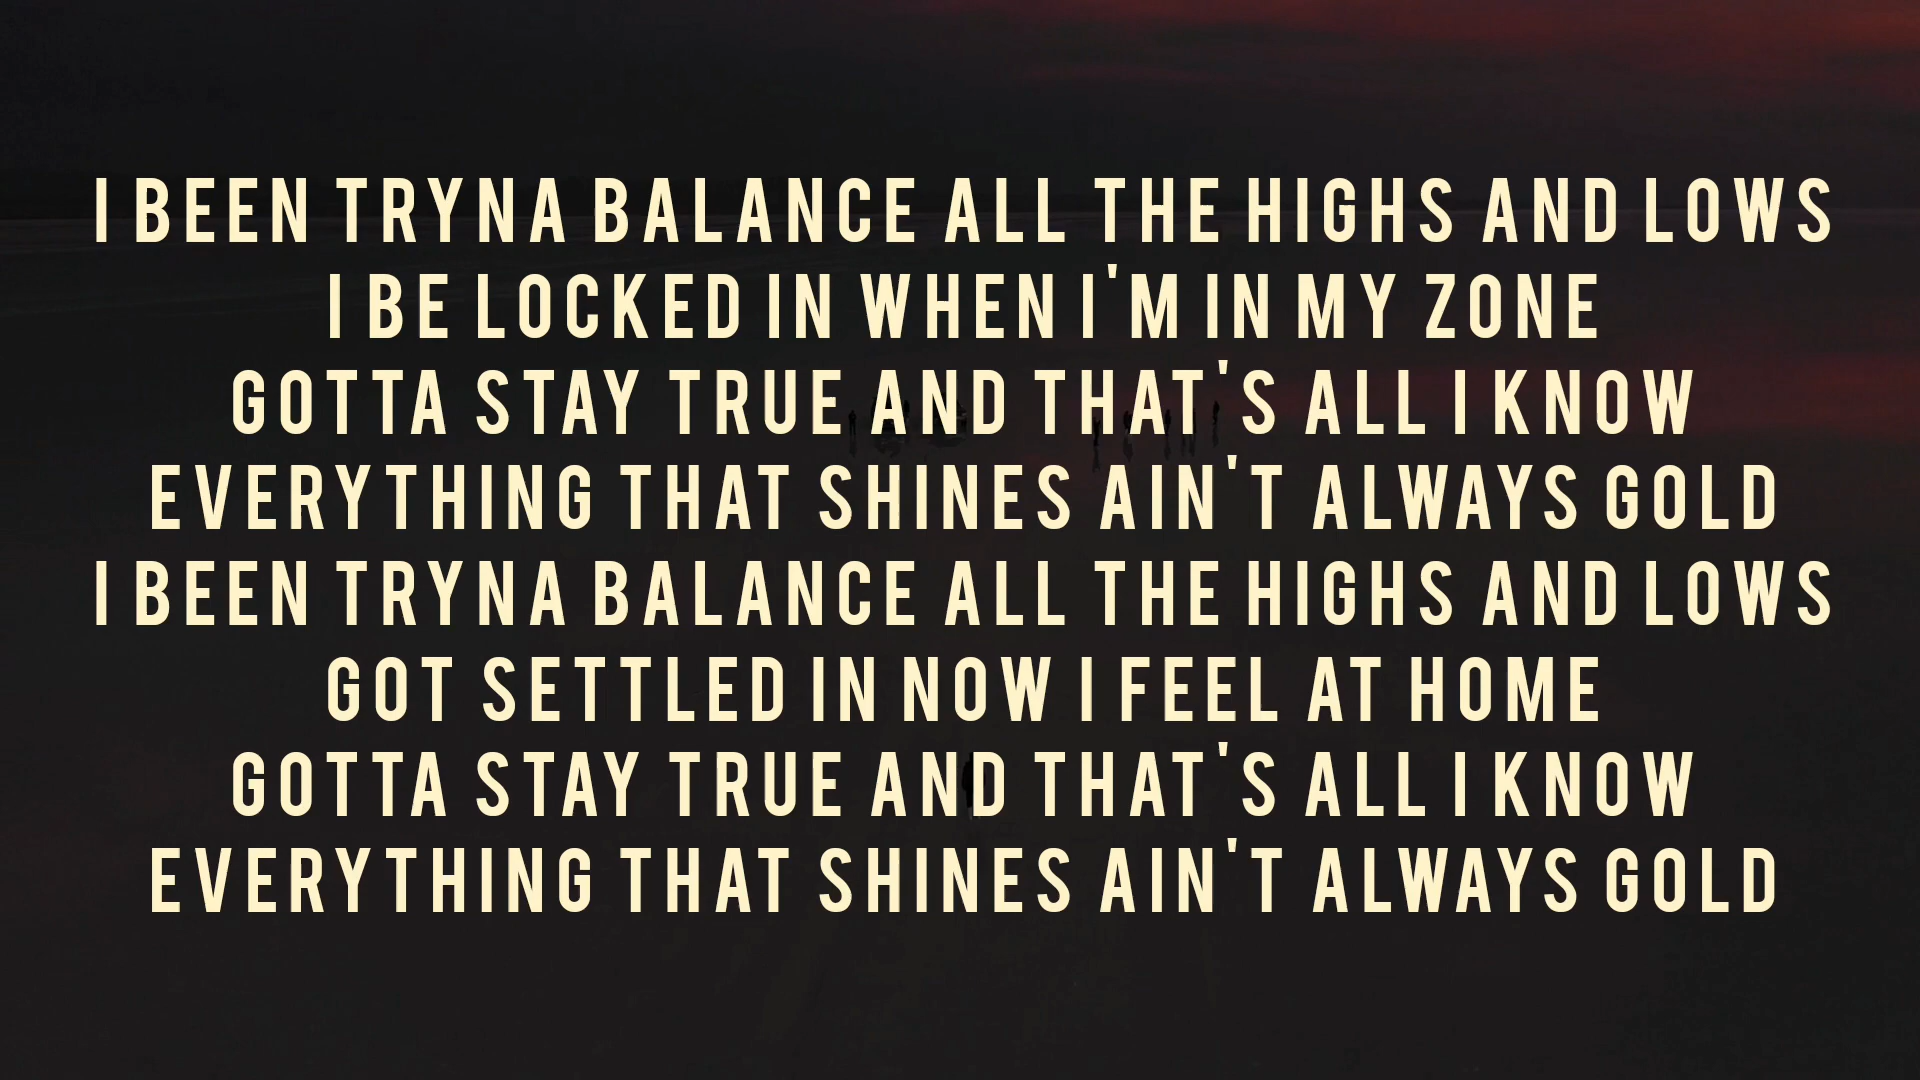 I BEEN TRYNA BALANCE ALL THE HIGHS AND LOWS
I BE LOCKED IN WHEN I'M IN MY ZONE
GOTTA STAY TRUE AND THAT'S ALL I KNOW
EVERYTHING THAT SHINES AIN'T ALWAYS GOLD
I BEEN TRYNA BALANCE ALL THE HIGHS AND LOWS
GOT SETTLED IN NOW I FEEL AT HOME
GOTTA STAY TRUE AND THAT'S ALL I KNOW
EVERYTHING THAT SHINES AIN'T ALWAYS GOLD